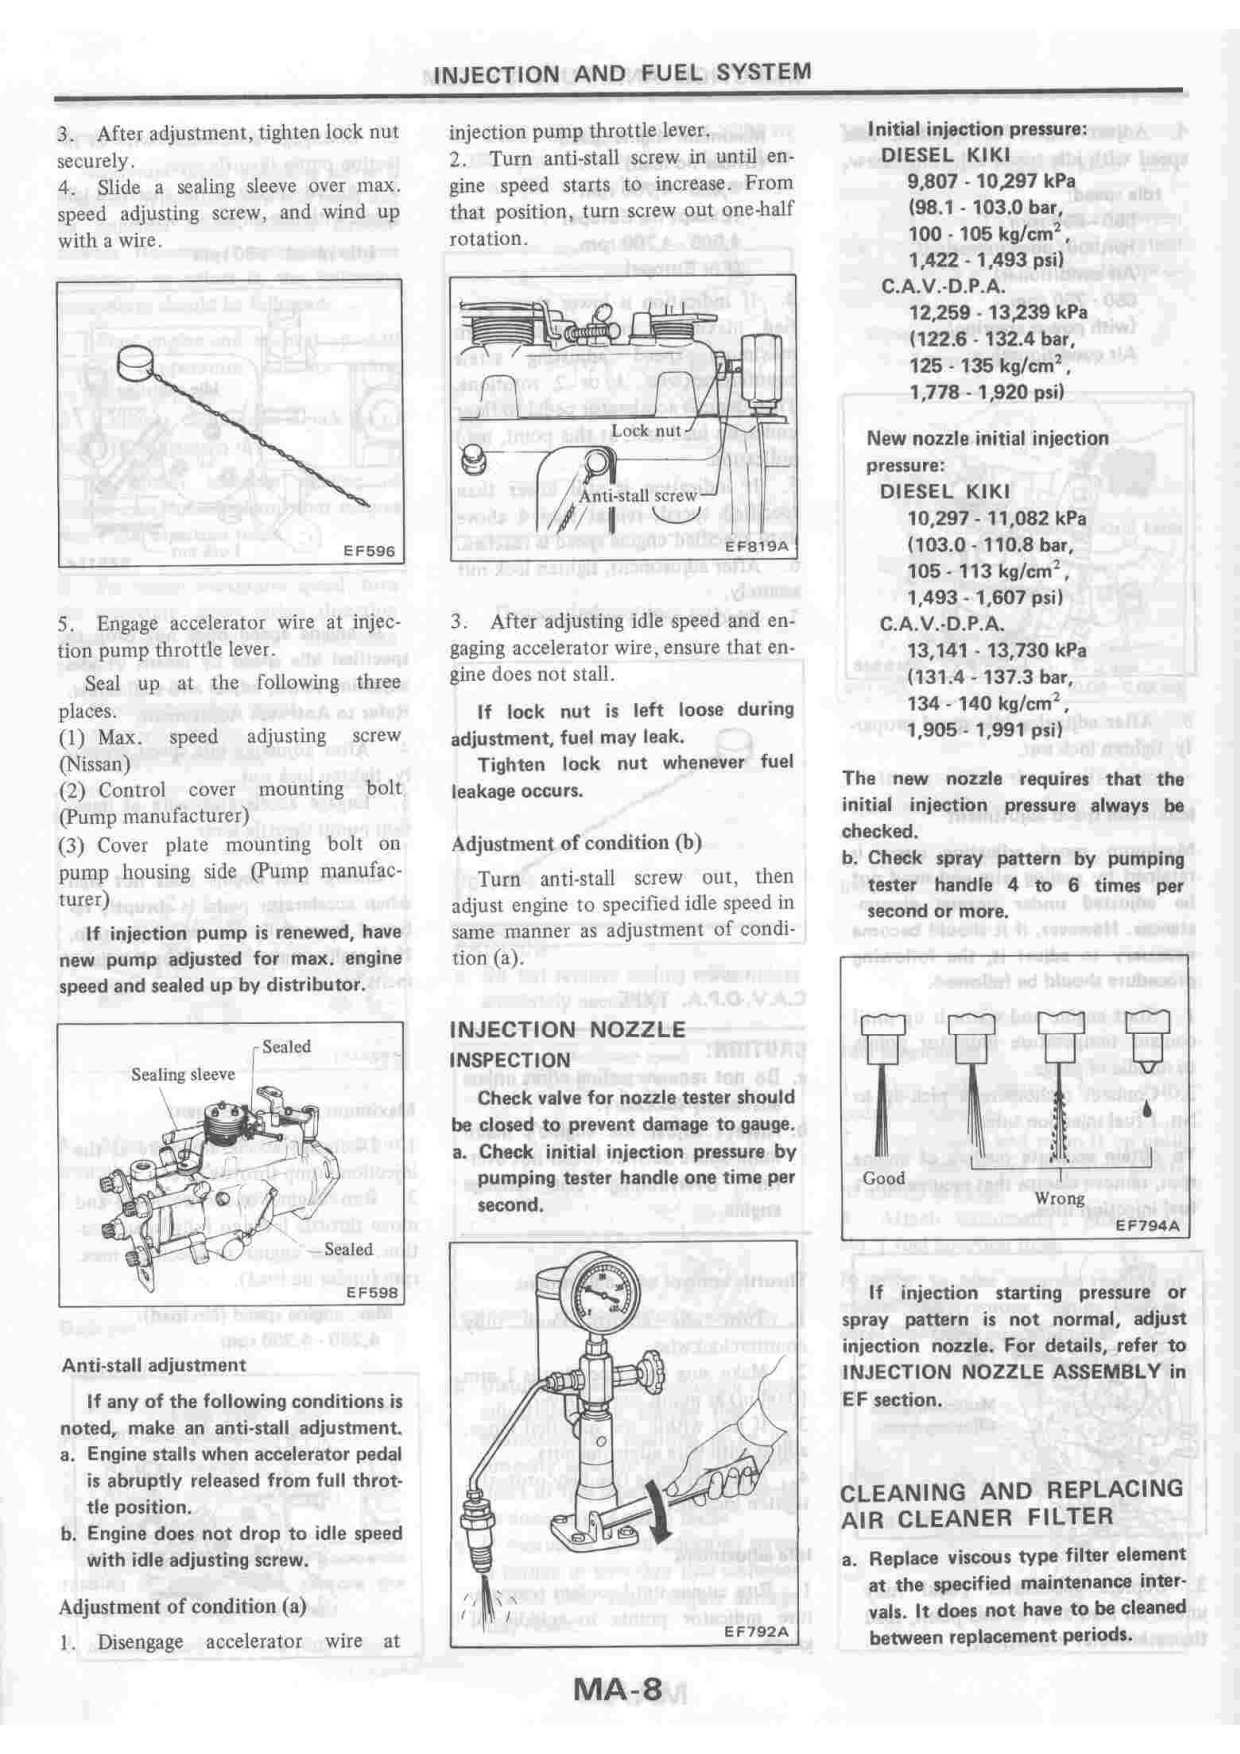 INJECTION AND FUEL SYSTEM
3. After adjustment, tighten lock nut
securely.
4. Slide a sealing sleeve over max.
speed adjusting screw, and wind up
with a wire.
EF596
5. Engage accelerator wire at injec-
tion pump throttle lever.
Seal up at the following three
places.
(1) Max. speed adjusting screw
(Nissan)
(2) Control cover mounting bolt
(Pump manufacturer)
(3) Cover plate mounting bolt on
pump housing side (Pump manufac-
turer)
If injection pump is renewed, have
new pump adjusted for max. engine
speed and sealed up by distributor.
Sealed
Sealing sleeve
Sealed
EF598
Anti-stall adjustment
If any of the following conditions is
noted, make an anti-stall adjustment.
a. Engine stalls when accelerator pedal
is abruptly released from full throt-
tle position.
b. Engine does not drop to idle speed
with idle adjusting screw.
Adjustment of condition (a)
1. Disengage accelerator wire at
injection pump throttle lever.
2. Turn anti-stall screw in until en-
gine speed starts to increase. From
that position, turn screw out one-half
rotation.
Lock nut
Anti-stall screw
EF819A
3. After adjusting idle speed and en-
gaging accelerator wire, ensure that en-
gine does not stall.
If lock nut is left loose during
adjustment, fuel may leak.
Tighten lock nut whenever fuel
leakage occurs.
Adjustment of condition (b)
Turn anti-stall screw out, then
adjust engine to specified idle speed in
same manner as adjustment of condi-
tion (a).
INJECTION NOZZLE
INSPECTION
Check valve for nozzle tester should
be closed to prevent damage to gauge.
a. Check initial injection pressure by
pumping tester handle one time per
second.
EF792A
Initial injection pressure:
DIESEL KIKI
9,807 - 10,297 kPa
(98.1 - 103.0 bar,
100 - 105 kg/cm²,
1,422 - 1,493 psi)
C.A.V.-D.P.A.
12,259 - 13,239 kPa
(122.6 - 132.4 bar,
125 - 135 kg/cm²,
1,778 - 1,920 psi)
New nozzle initial injection
pressure:
DIESEL KIKI
10,297 - 11,082 kPa
(103.0 - 110.8 bar,
105 - 113 kg/cm²,
1,493 - 1,607 psi)
C.A.V.-D.P.A.
13,141 - 13,730 kPa
(131.4 - 137.3 bar,
134 - 140 kg/cm²,
1,905 - 1,991 psi)
The new nozzle requires that the
initial injection pressure always be
checked.
b. Check spray pattern by pumping
tester handle 4 to 6 times per
second or more.
Good
Wrong
EF794A
If injection starting pressure or
spray pattern is not normal, adjust
injection nozzle. For details, refer to
INJECTION NOZZLE ASSEMBLY in
EF section.
CLEANING AND REPLACING
AIR CLEANER FILTER
a. Replace viscous type filter element
at the specified maintenance inter-
vals. It does not have to be cleaned
between replacement periods.
MA-8